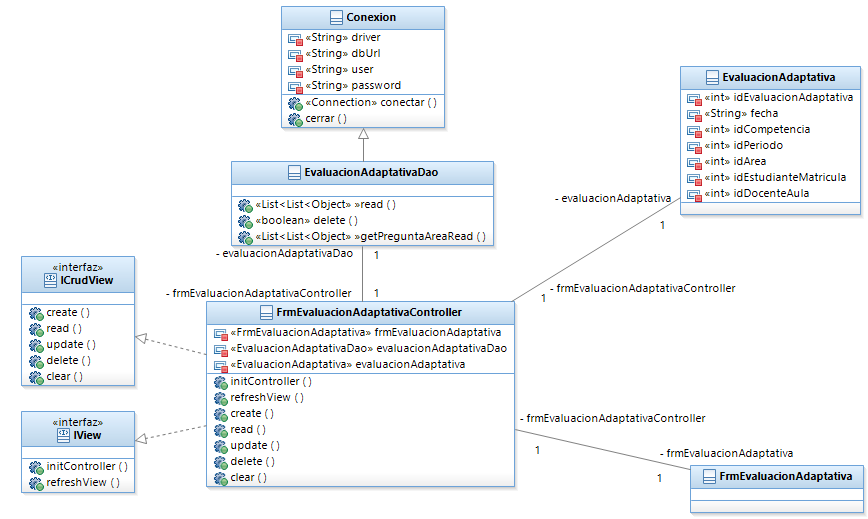 Conexion
«String» driver
«String» dbUrl
«String» user
«String» password
«Connection» conectar ( )
cerrar ( )
EvaluacionAdaptativa
«int» idEvaluacionAdaptativa
«String» fecha
«int» idCompetencia
«int» idPeriodo
«int» idArea
«int» idEstudianteMatricula
«int» idDocenteAula
EvaluacionAdaptativaDao
«List<List<Object» »read ( )
«boolean» delete ( )
«List<List<Object» »getPreguntaAreaRead ( )
- evaluacionAdaptativa
1
- evaluacionAdaptativaDao
1
- frmEvaluacionAdaptativaController
1
- frmEvaluacionAdaptativaController
1
«interfaz»
ICrudView
create ( )
read ( )
update ( )
delete ( )
clear ( )
FrmEvaluacionAdaptativaController
«FrmEvaluacionAdaptativa» frmEvaluacionAdaptativa
«EvaluacionAdaptativaDao» evaluacionAdaptativaDao
«EvaluacionAdaptativa» evaluacionAdaptativa
initController ( )
refreshView ( )
create ( )
read ( )
update ( )
delete ( )
clear ( )
«interfaz»
IView
initController ( )
refreshView ( )
- frmEvaluacionAdaptativaController
1
- frmEvaluacionAdaptativa
1
FrmEvaluacionAdaptativa